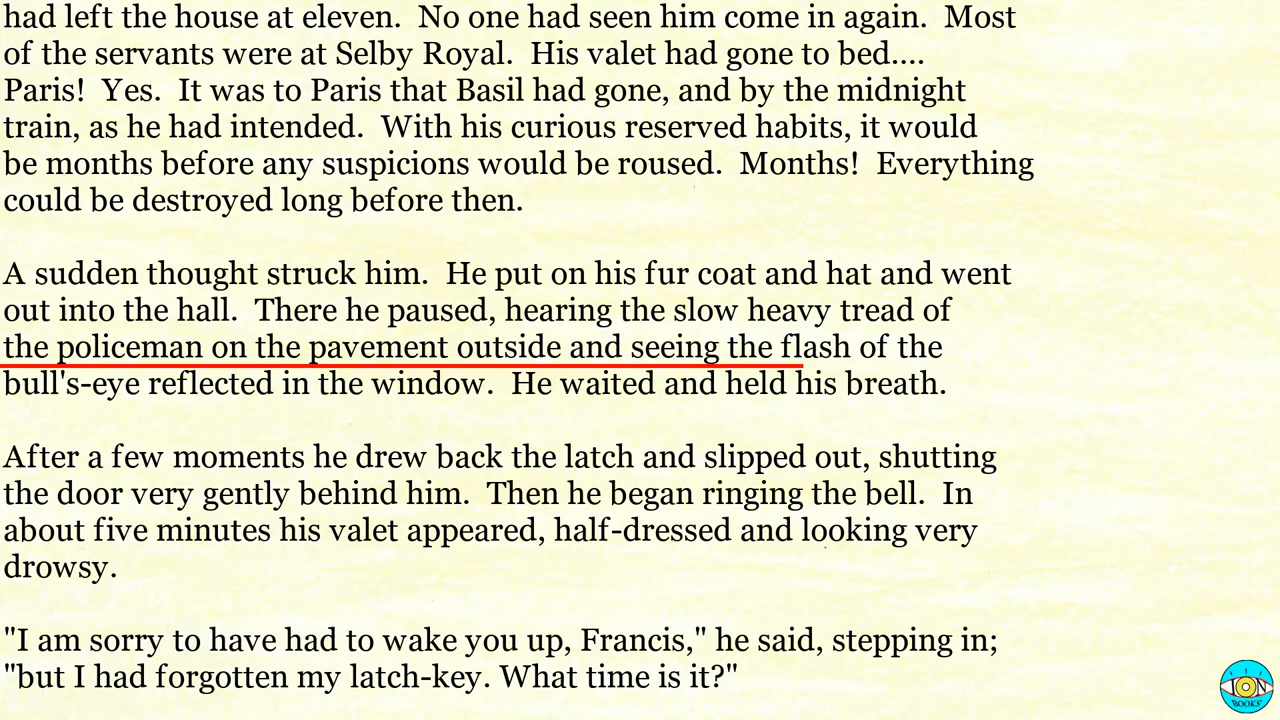 had left the house at eleven.  No one had seen him come in again.  Most
of the servants were at Selby Royal.  His valet had gone to bed....
Paris!  Yes.  It was to Paris that Basil had gone, and by the midnight
train, as he had intended.  With his curious reserved habits, it would
be months before any suspicions would be roused.  Months!  Everything
could be destroyed long before then.

A sudden thought struck him.  He put on his fur coat and hat and went
out into the hall.  There he paused, hearing the slow heavy tread of
the policeman on the pavement outside and seeing the flash of the
bull's-eye reflected in the window.  He waited and held his breath.

After a few moments he drew back the latch and slipped out, shutting
the door very gently behind him.  Then he began ringing the bell.  In
about five minutes his valet appeared, half-dressed and looking very
drowsy.

"I am sorry to have had to wake you up, Francis," he said, stepping in;
"but I had forgotten my latch-key. What time is it?"
ION
BOOKS